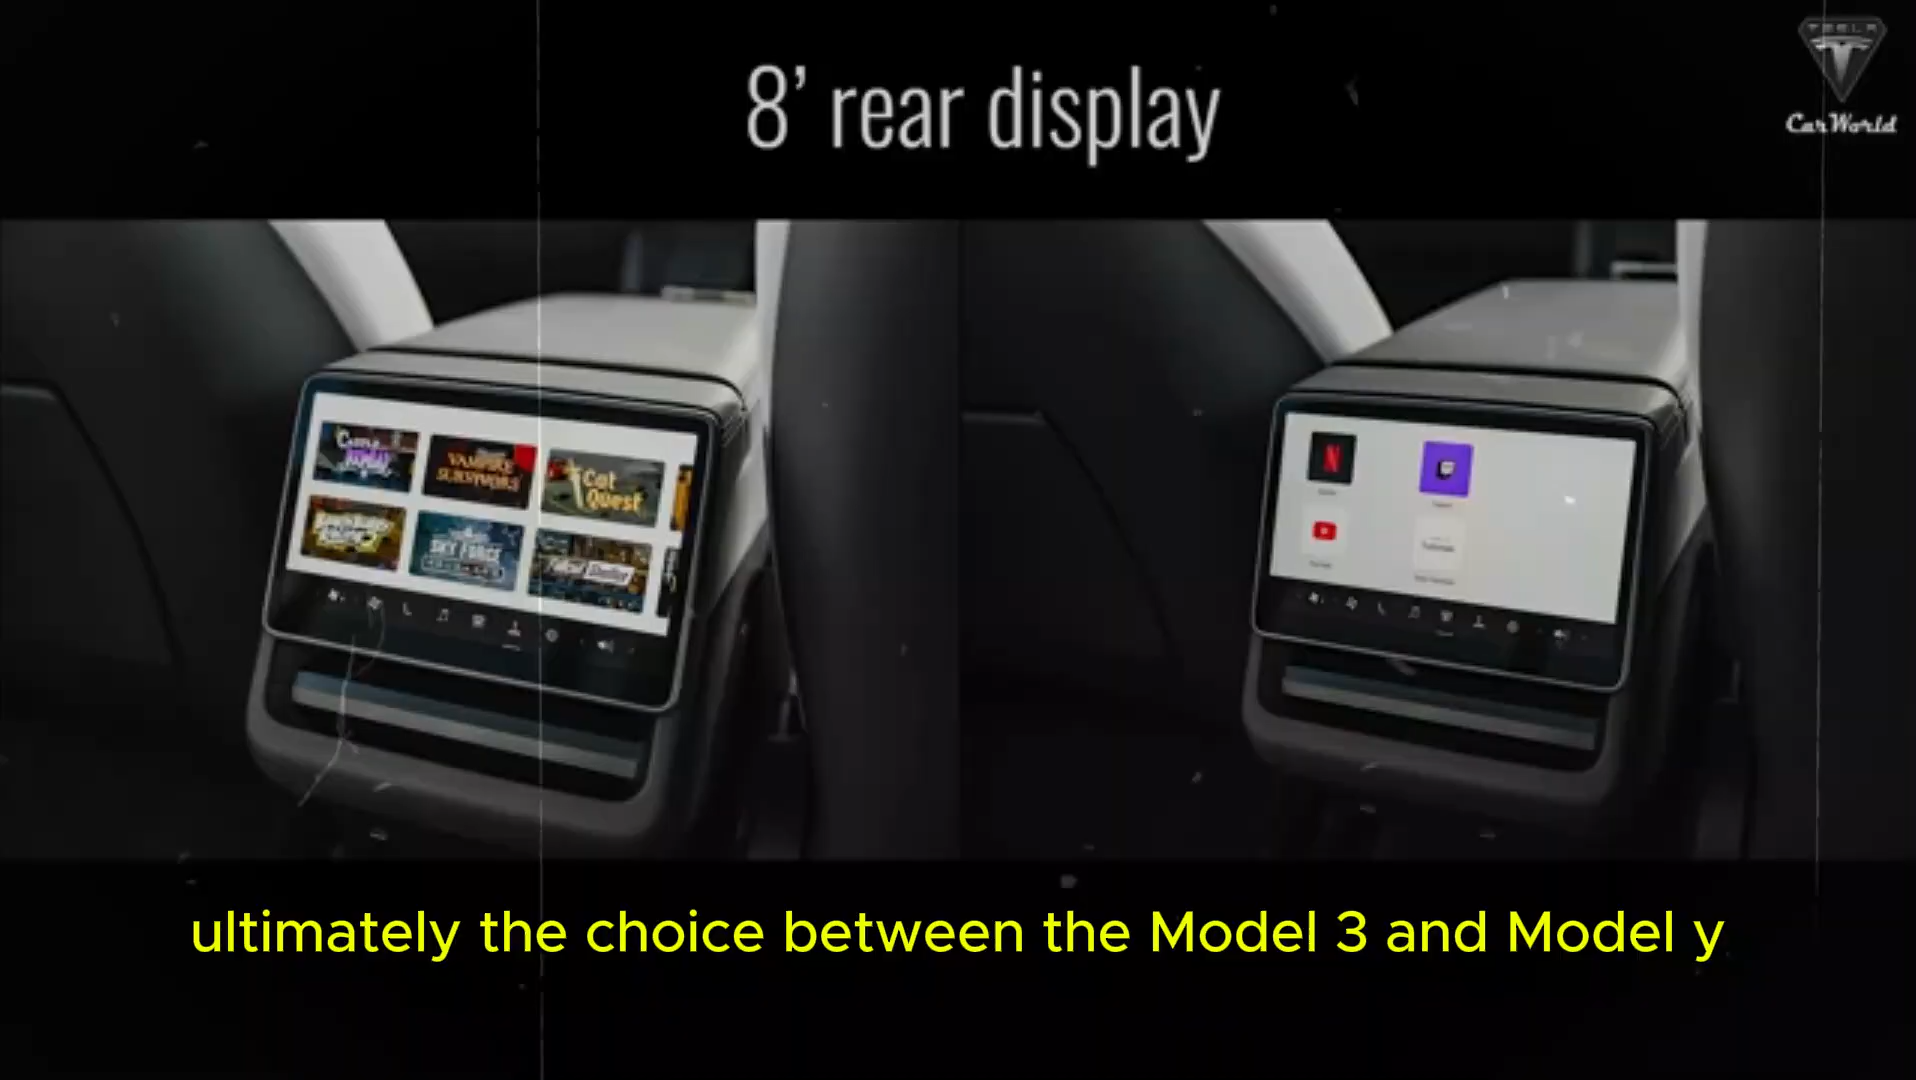 8’ rear display
TESLA
CarWorld
VAMPIRE
SURVIVORS
Cat
Quest
SKY FORCE
Fallout Shelter
ultimately the choice between the Model 3 and Model y